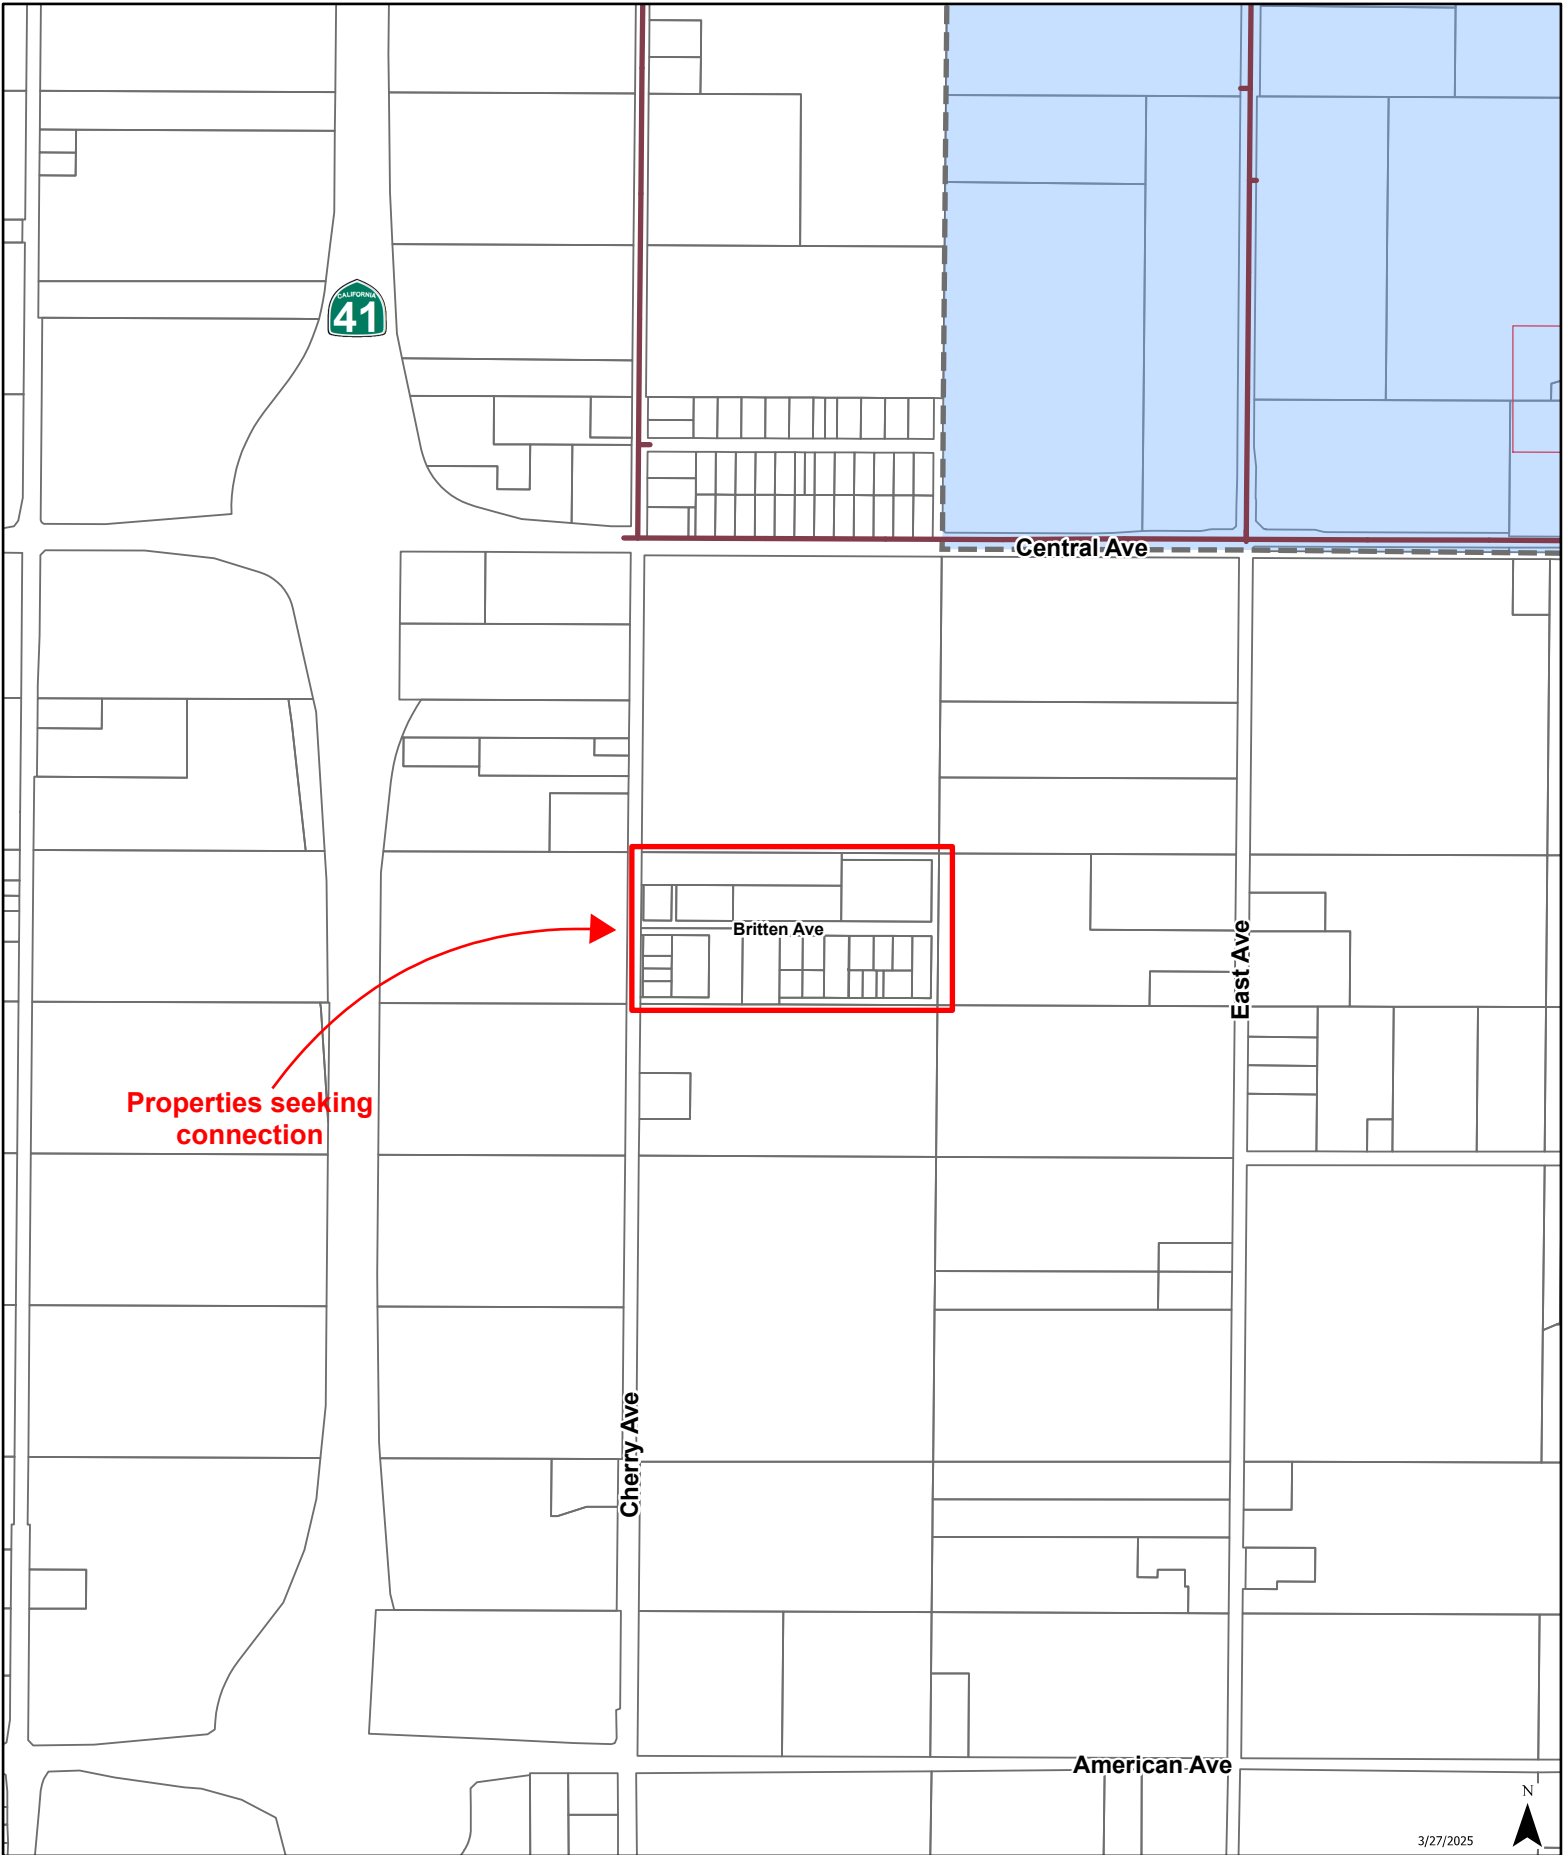 CALIFORNIA
41
Central Ave
Britten Ave
East Ave
Properties seeking
connection
Cherry Ave
American Ave
N
3/27/2025